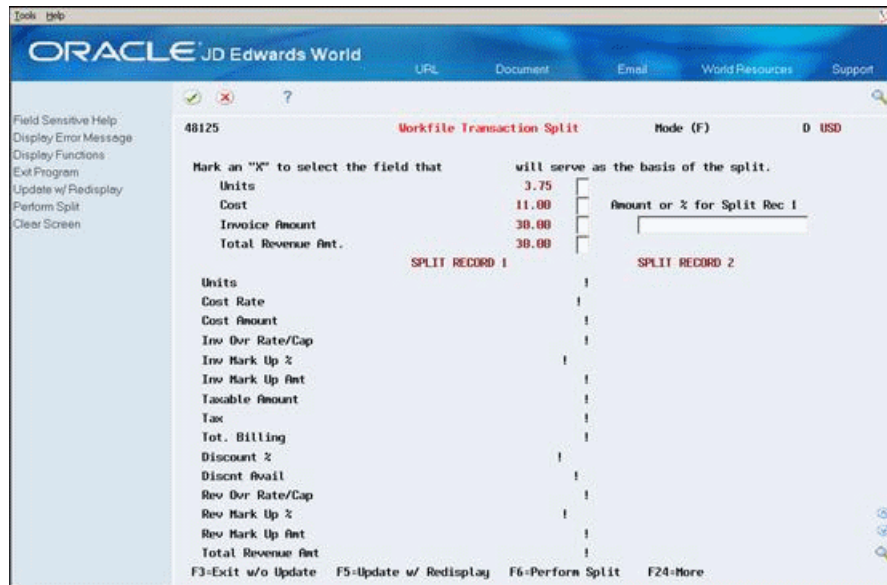 Tools Help
ORACLE JD Edwards World
URL Document Email World Resources Support
?
Field Sensitive Help
Display Error Message
Display Functions
Exit Program
Update w/ Redisplay
Perform Split
Clear Screen
48125 Workfile Transaction Split Mode (F) D USD
Mark an "X" to select the field that will serve as the basis of the split.
Units 3.75
Cost 11.00 Amount or % for Split Rec 1
Invoice Amount 30.00
Total Revenue Amt. 30.00
SPLIT RECORD 1 SPLIT RECORD 2
Units !
Cost Rate !
Cost Amount !
Inv Ovr Rate/Cap !
Inv Mark Up % !
Inv Mark Up Amt !
Taxable Amount !
Tax !
Tot. Billing !
Discount % !
Discnt Avail !
Rev Ovr Rate/Cap !
Rev Mark Up % !
Rev Mark Up Amt !
Total Revenue Amt !
F3=Exit w/o Update F5=Update w/ Redisplay F6=Perform Split F24=More